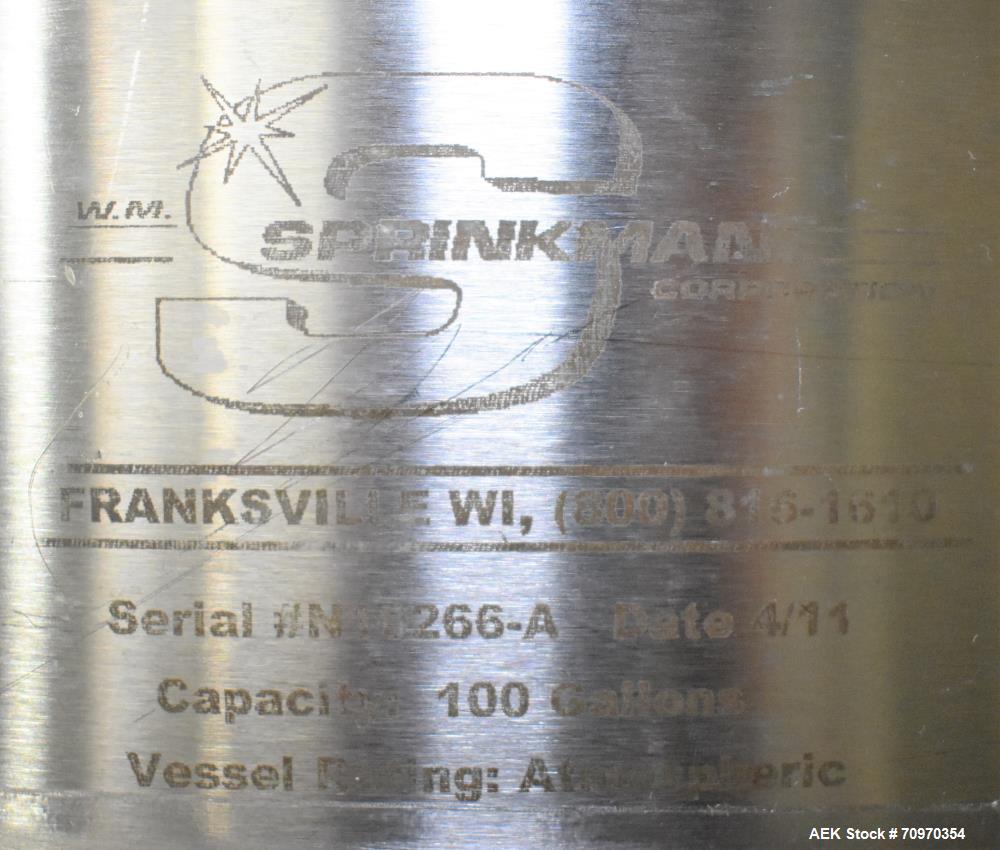 W.M.
SPRINKMAN
CORPORATION
FRANKSVILLE WI, (800) 816-1610
Serial Date 4/11
Capacity: 100 Gallons
Vessel Rating: Atmospheric
AEK Stock # 70970354